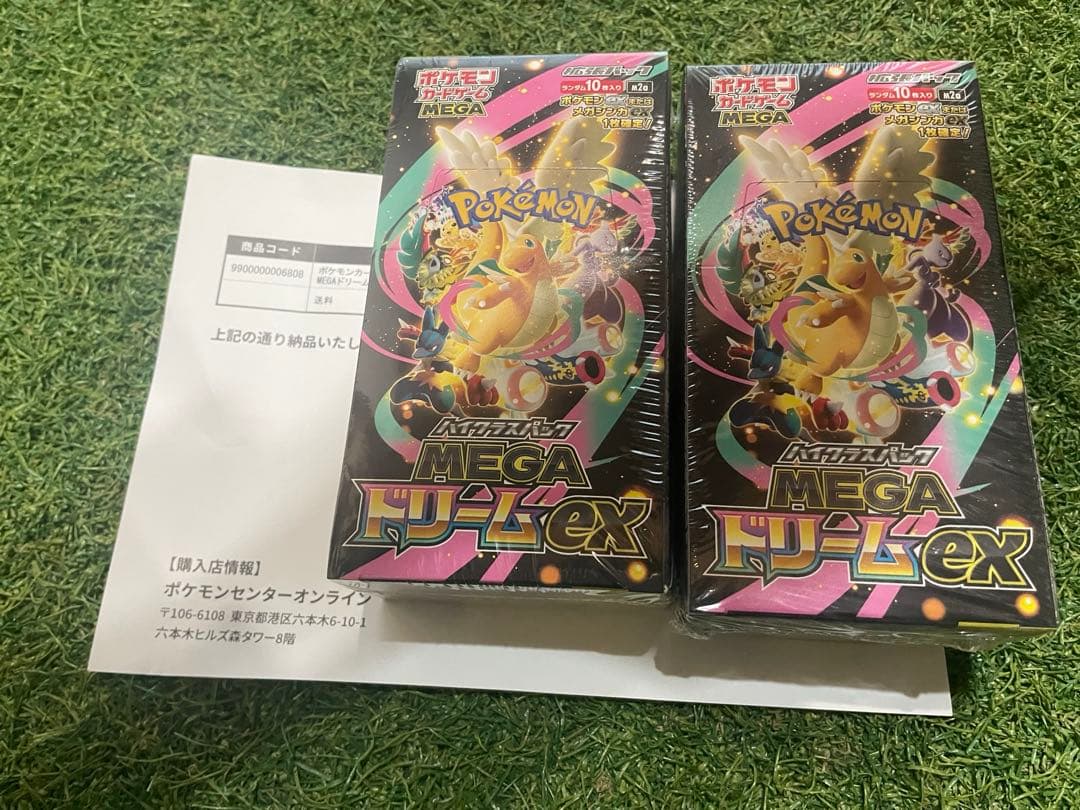 商品コード
9900000006808
ポケモンカー
MEGAドリーム
送料
上記の通り納品いたし
【購入店情報】
ポケモンセンターオンライン
〒106-6108 東京都港区六本木6-10-1
六本木ヒルズ森タワー8階
ポケモン
カードゲーム
MEGA
拡張パック
ランダム10枚入り
M2a
ポケモンexまたは
メガシンカex
1枚確定!
POKéMON
ハイクラスパック
MEGA
ドリームex
ポケモン
カードゲーム
MEGA
拡張パック
ランダム10枚入り
M2a
ポケモンexまたは
メガシンカex
1枚確定!
POKéMON
ハイクラスパック
MEGA
ドリームex